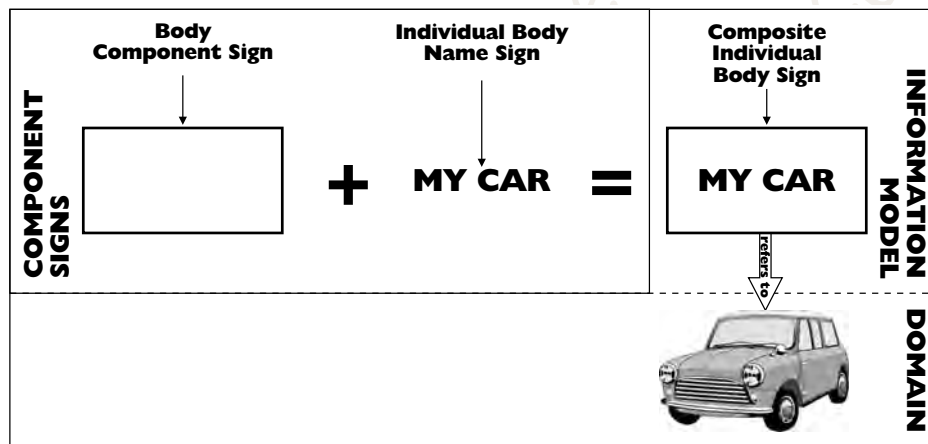 Body
Component Sign
Individual Body
Name Sign
Composite
Individual
Body Sign
COMPONENT
SIGNS
+
MY CAR
=
MY CAR
INFORMATION
MODEL
refers to
DOMAIN